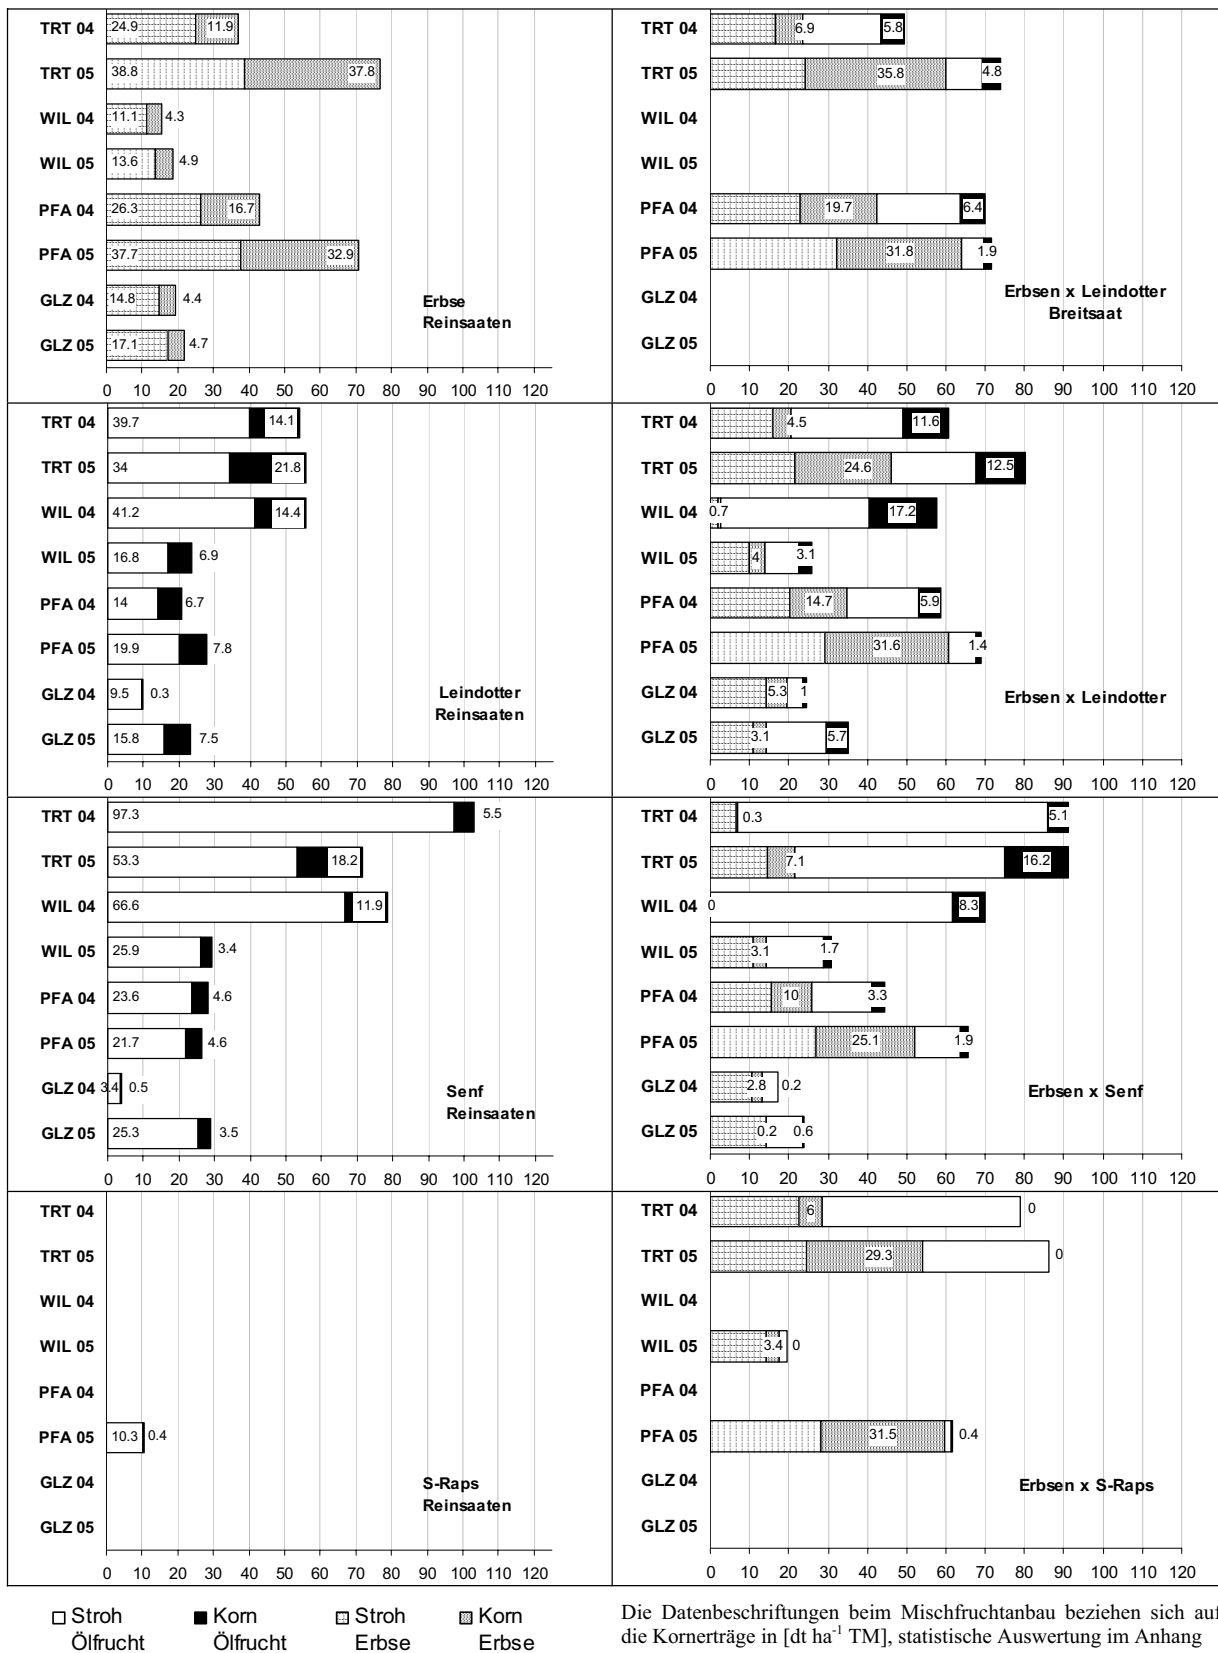 TRT 04 24.9 11.9
TRT 05 38.8 37.8
WIL 04 11.1 4.3
WIL 05 13.6 4.9
PFA 04 26.3 16.7
PFA 05 37.7 32.9
GLZ 04 14.8 4.4
GLZ 05 17.1 4.7
Erbse
Reinsaaten
0 10 20 30 40 50 60 70 80 90 100 110 120
TRT 04 6.9 5.8
TRT 05 35.8 4.8
WIL 04
WIL 05
PFA 04 19.7 6.4
PFA 05 31.8 1.9
GLZ 04
GLZ 05
Erbsen x Leindotter
Breitsaat
0 10 20 30 40 50 60 70 80 90 100 110 120
TRT 04 39.7 14.1
TRT 05 34 21.8
WIL 04 41.2 14.4
WIL 05 16.8 6.9
PFA 04 14 6.7
PFA 05 19.9 7.8
GLZ 04 9.5 0.3
GLZ 05 15.8 7.5
Leindotter
Reinsaaten
0 10 20 30 40 50 60 70 80 90 100 110 120
TRT 04 4.5 11.6
TRT 05 24.6 12.5
WIL 04 0.7 17.2
WIL 05 4 3.1
PFA 04 14.7 5.9
PFA 05 31.6 1.4
GLZ 04 5.3 1
GLZ 05 3.1 5.7
Erbsen x Leindotter
0 10 20 30 40 50 60 70 80 90 100 110 120
TRT 04 97.3 5.5
TRT 05 53.3 18.2
WIL 04 66.6 11.9
WIL 05 25.9 3.4
PFA 04 23.6 4.6
PFA 05 21.7 4.6
GLZ 04 3.4 0.5
GLZ 05 25.3 3.5
Senf
Reinsaaten
0 10 20 30 40 50 60 70 80 90 100 110 120
TRT 04 0.3 5.1
TRT 05 7.1 16.2
WIL 04 0 8.3
WIL 05 3.1 1.7
PFA 04 10 3.3
PFA 05 25.1 1.9
GLZ 04 2.8 0.2
GLZ 05 0.2 0.6
Erbsen x Senf
0 10 20 30 40 50 60 70 80 90 100 110 120
TRT 04
TRT 05
WIL 04
WIL 05
PFA 04
PFA 05 10.3 0.4
GLZ 04
GLZ 05
S-Raps
Reinsaaten
0 10 20 30 40 50 60 70 80 90 100 110 120
TRT 04 6 0
TRT 05 29.3 0
WIL 04
WIL 05 3.4 0
PFA 04
PFA 05 31.5 0.4
GLZ 04
GLZ 05
Erbsen x S-Raps
0 10 20 30 40 50 60 70 80 90 100 110 120
Stroh Ölfrucht
Korn Ölfrucht
Stroh Erbse
Korn Erbse
Die Datenbeschriftungen beim Mischfruchtanbau beziehen sich auf
die Kornerträge in [dt ha⁻¹ TM], statistische Auswertung im Anhang